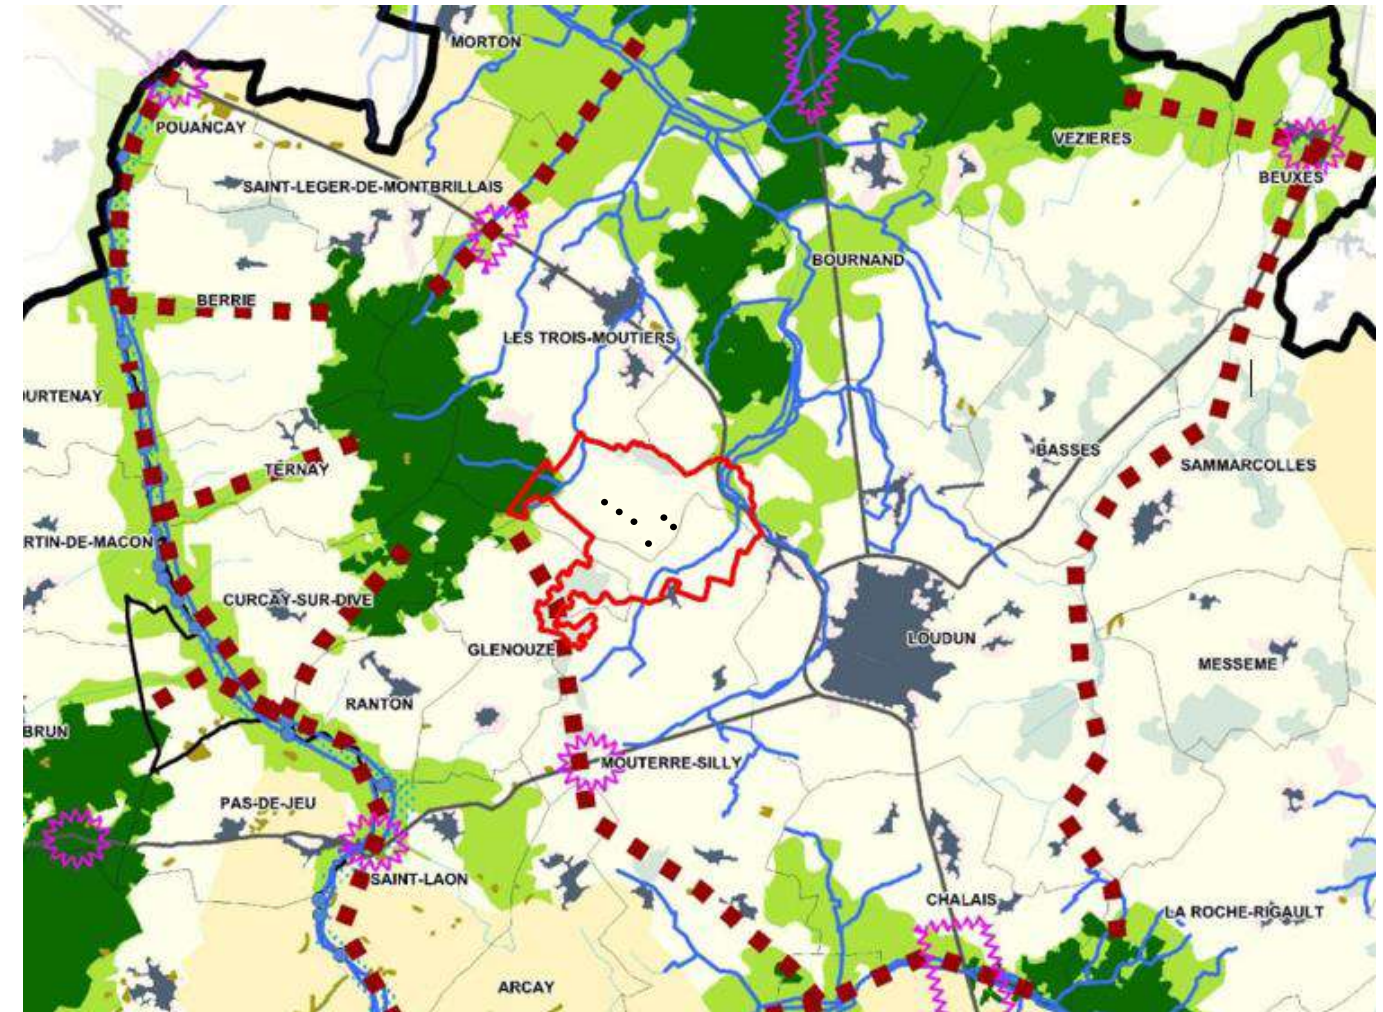 MORTON
POUANCAY
VEZIERES
BEUXES
SAINT-LEGER-DE-MONTBRILLAIS
BOURNAND
BERRIE
LES TROIS-MOUTIERS
OURTENAY
BASSES
SAMMARCOLLES
TERNAY
RTIN-DE-MACON
CURCAY-SUR-DIVE
LOUDUN
GLENOUZE
MESSEME
RANTON
BRUN
MOUTERRE-SILLY
PAS-DE-JEU
SAINT-LAON
CHALAIS
LA ROCHE-RIGAULT
ARCAY